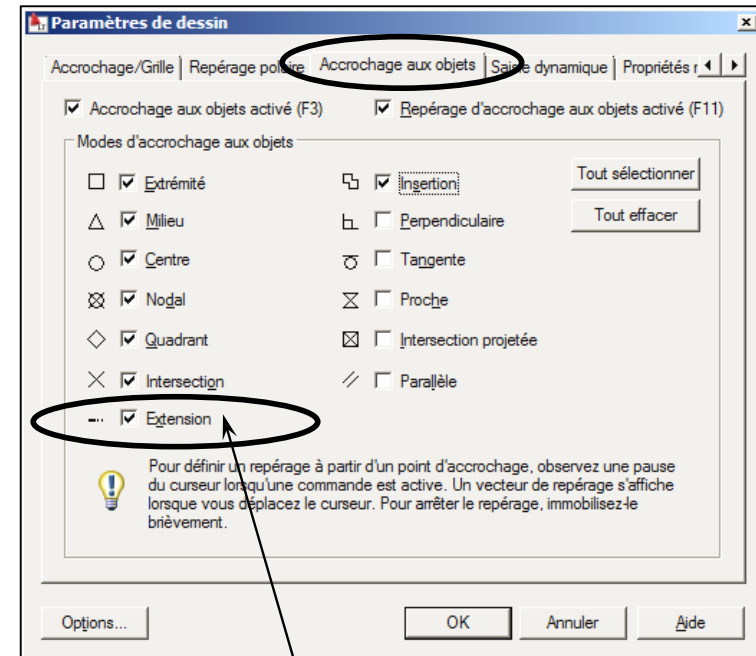 Paramètres de dessin
Accrochage/Grille Repérage polaire Accrochage aux objets Saisie dynamique Propriétés r
Accrochage aux objets activé (F3) Repérage d'accrochage aux objets activé (F11)
Modes d'accrochage aux objets
Extrémité Insertion Tout sélectionner
Milieu Perpendiculaire Tout effacer
Centre Tangente
Nodal Proche
Quadrant Intersection projetée
Intersection Parallèle
Extension
Pour définir un repérage à partir d'un point d'accrochage, observez une pause
du curseur lorsqu'une commande est active. Un vecteur de repérage s'affiche
lorsque vous déplacez le curseur. Pour arrêter le repérage, immobilisez-le
brièvement.
Options... OK Annuler Aide